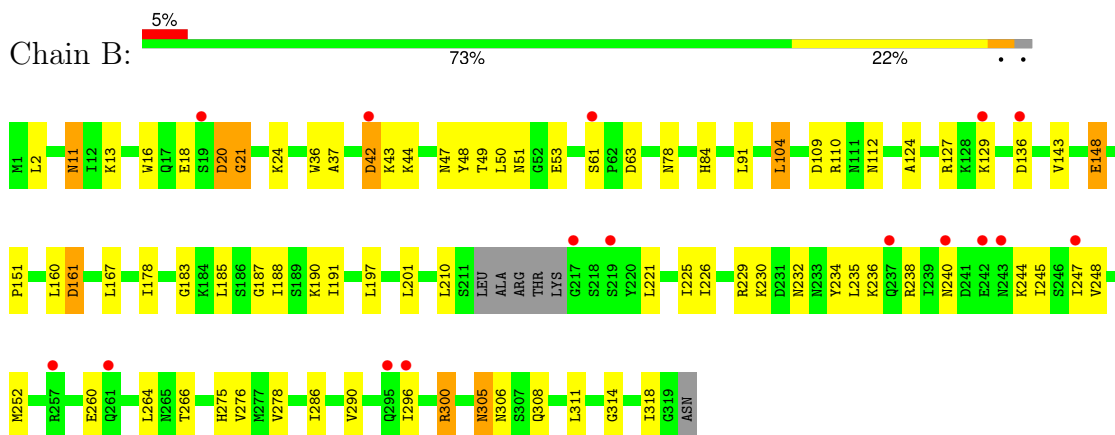 5%
Chain B:
73% 22% • •
M1 L2 N11 I12 K13 W16 Q17 E18 S19 D20 G21 K24 W36 A37 D42 K43 K44 N47 Y48 T49 L50 N51 G52 E53 S61 P62 D63 N78 H84 L91 L104 D109 R110 N111 N112 A124 R127 K128 K129 D136 V143 E148
P151 L160 D161 L167 I178 G183 K184 L185 S186 G187 I188 S189 K190 I191 L197 L201 L210 S211 LEU ALA ARG THR LYS G217 S218 S219 Y220 L221 I225 I226 R229 K230 D231 N232 N233 Y234 L235 K236 Q237 R238 I239 N240 D241 E242 N243 K244 I245 S246 I247 V248
M252 R257 E260 Q261 L264 N265 T266 H275 V276 M277 V278 I286 V290 Q295 I296 R300 N305 N306 S307 Q308 L311 G314 I318 G319 ASN